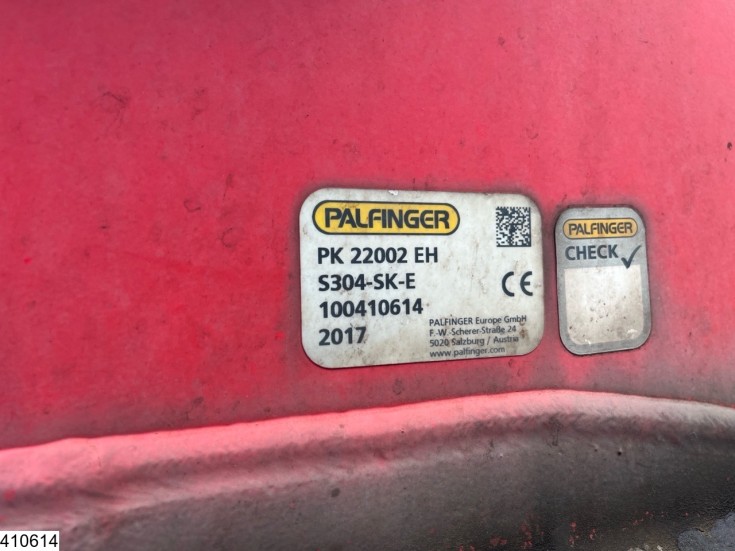 PALFINGER
PK 22002 EH
S304-SK-E
100410614
2017
CE
PALFINGER Europe GmbH
F.-W.-Scherer-Straße 24
5020 Salzburg / Austria
www.palfinger.com
PALFINGER
CHECK
410614